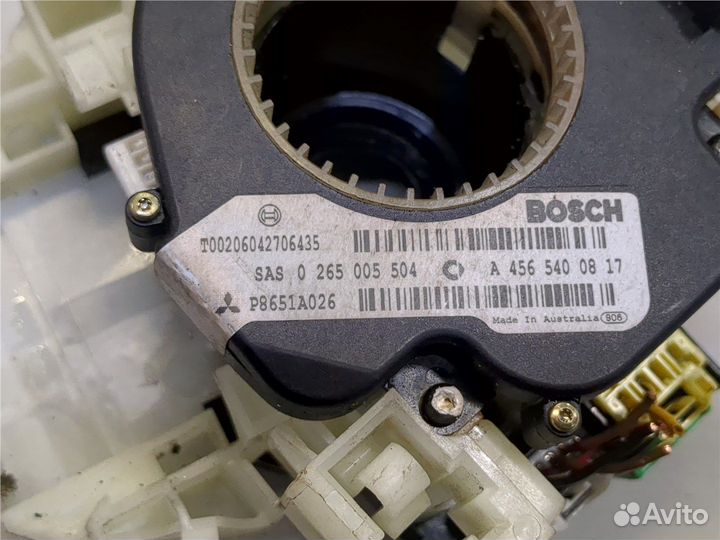 BOSCH
T00206042706435
SAS 0 265 005 504 A 456 540 08 17
P8651A026
Made In Australia 906
Avito